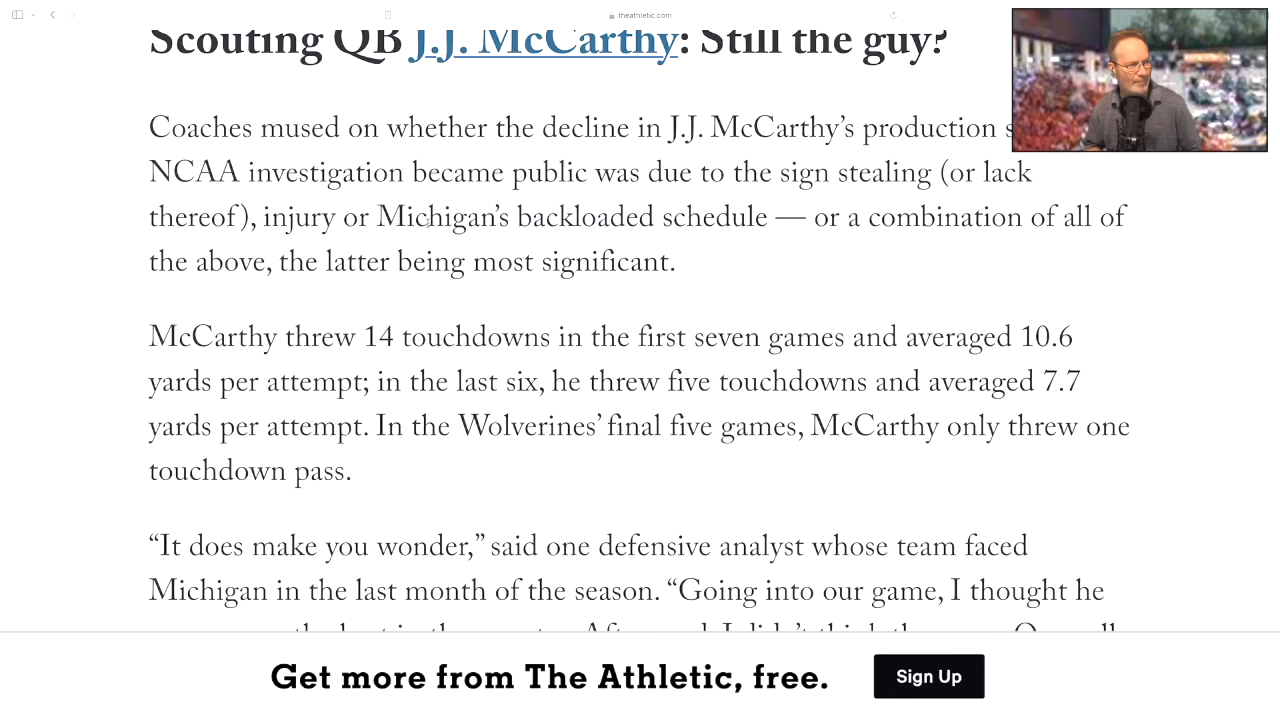 theathletic.com
Scouting QB J.J. McCarthy: Still the guy?
Coaches mused on whether the decline in J.J. McCarthy’s production
NCAA investigation became public was due to the sign stealing (or lack
thereof), injury or Michigan’s backloaded schedule — or a combination of all of
the above, the latter being most significant.
McCarthy threw 14 touchdowns in the first seven games and averaged 10.6
yards per attempt; in the last six, he threw five touchdowns and averaged 7.7
yards per attempt. In the Wolverines’ final five games, McCarthy only threw one
touchdown pass.
“It does make you wonder,” said one defensive analyst whose team faced
Michigan in the last month of the season. “Going into our game, I thought he
Get more from The Athletic, free.
Sign Up